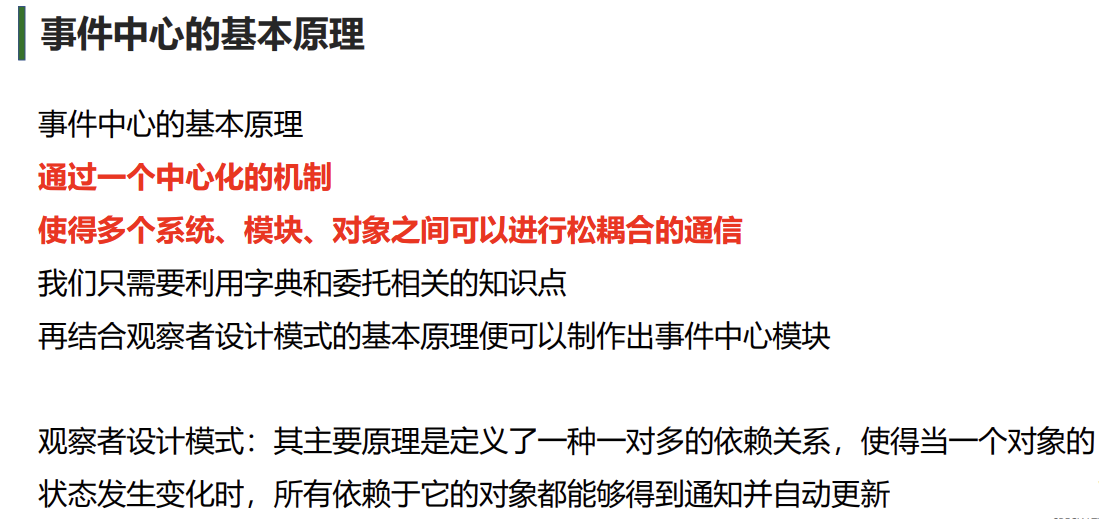 事件中心的基本原理
事件中心的基本原理
通过一个中心化的机制
使得多个系统、模块、对象之间可以进行松耦合的通信
我们只需要利用字典和委托相关的知识点
再结合观察者设计模式的基本原理便可以制作出事件中心模块
观察者设计模式：其主要原理是定义了一种一对多的依赖关系，使得当一个对象的
状态发生变化时，所有依赖于它的对象都能够得到通知并自动更新